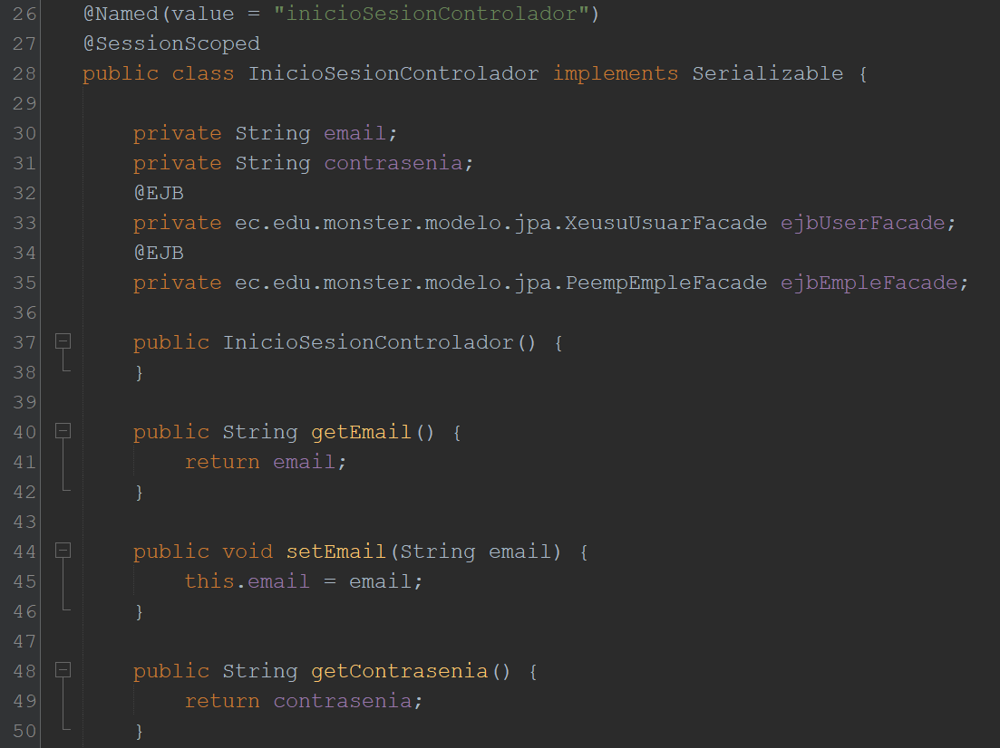 26 @Named(value = "inicioSesionControlador")
27 @SessionScoped
28 public class InicioSesionControlador implements Serializable {
29
30 private String email;
31 private String contrasenia;
32 @EJB
33 private ec.edu.monster.modelo.jpa.XeusuUsuarFacade ejbUserFacade;
34 @EJB
35 private ec.edu.monster.modelo.jpa.PeempEmpleFacade ejbEmpleFacade;
36
37 public InicioSesionControlador() {
38 }
39
40 public String getEmail() {
41 return email;
42 }
43
44 public void setEmail(String email) {
45 this.email = email;
46 }
47
48 public String getContrasenia() {
49 return contrasenia;
50 }